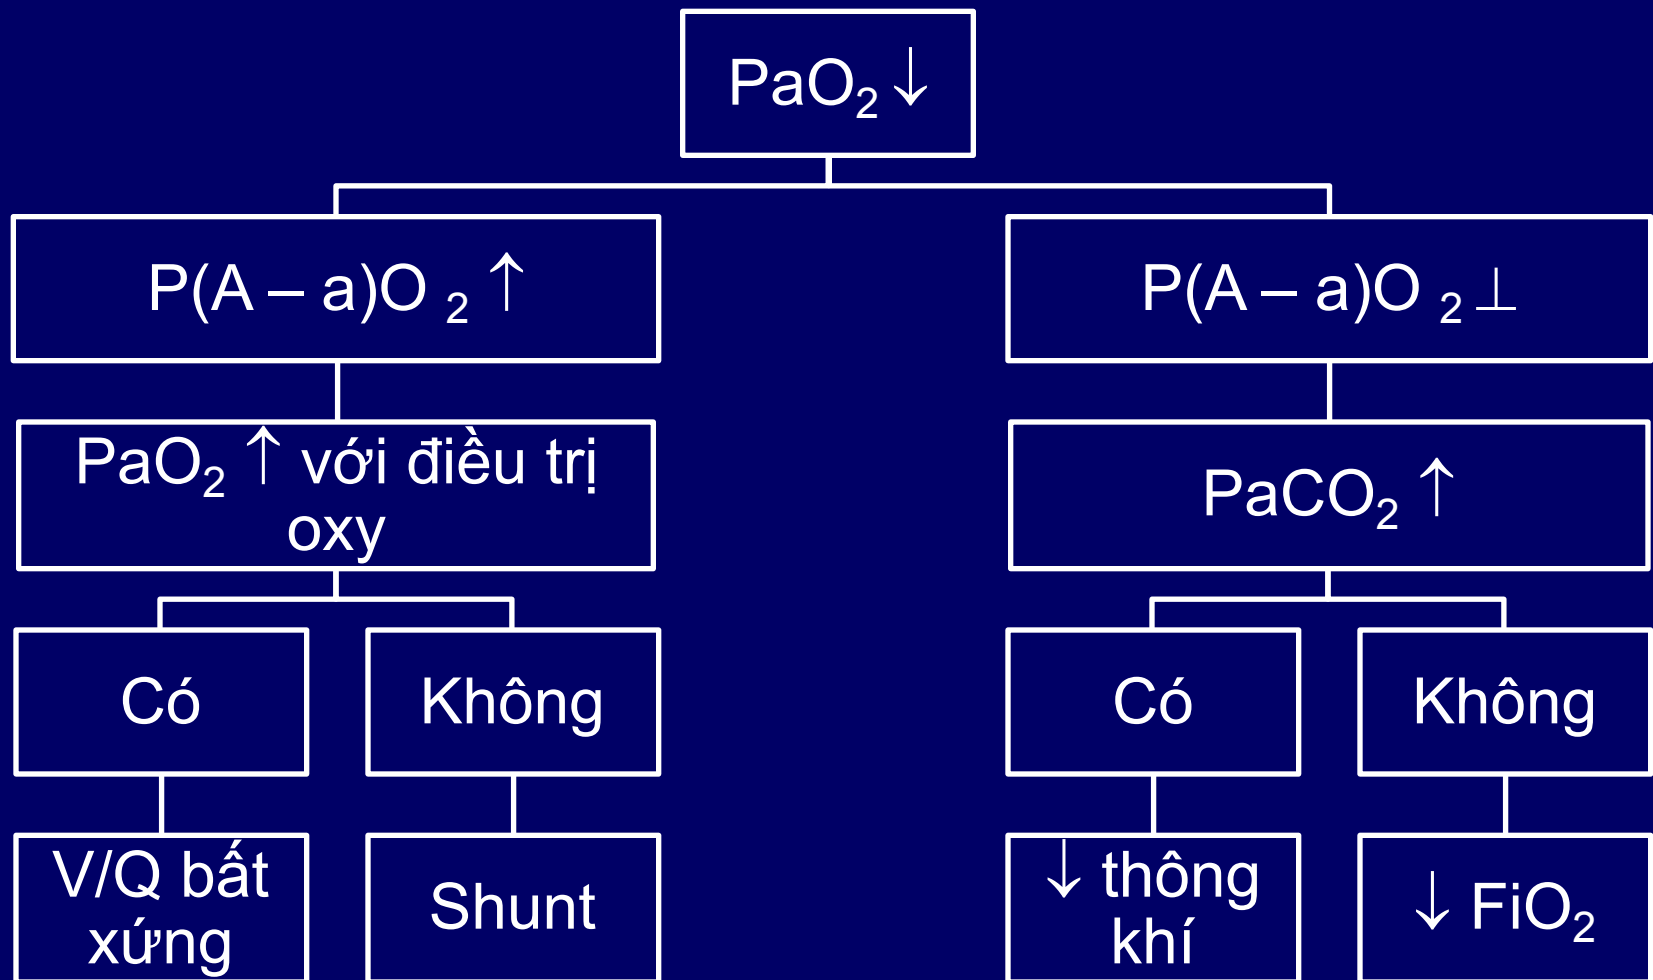 PaO₂ ↓
P(A – a)O ₂ ↑
P(A – a)O ₂ ⊥
PaO₂ ↑ với điều trị
oxy
PaCO₂ ↑
Có
Không
Có
Không
V/Q bất
xứng
Shunt
↓ thông
khí
↓ FiO₂